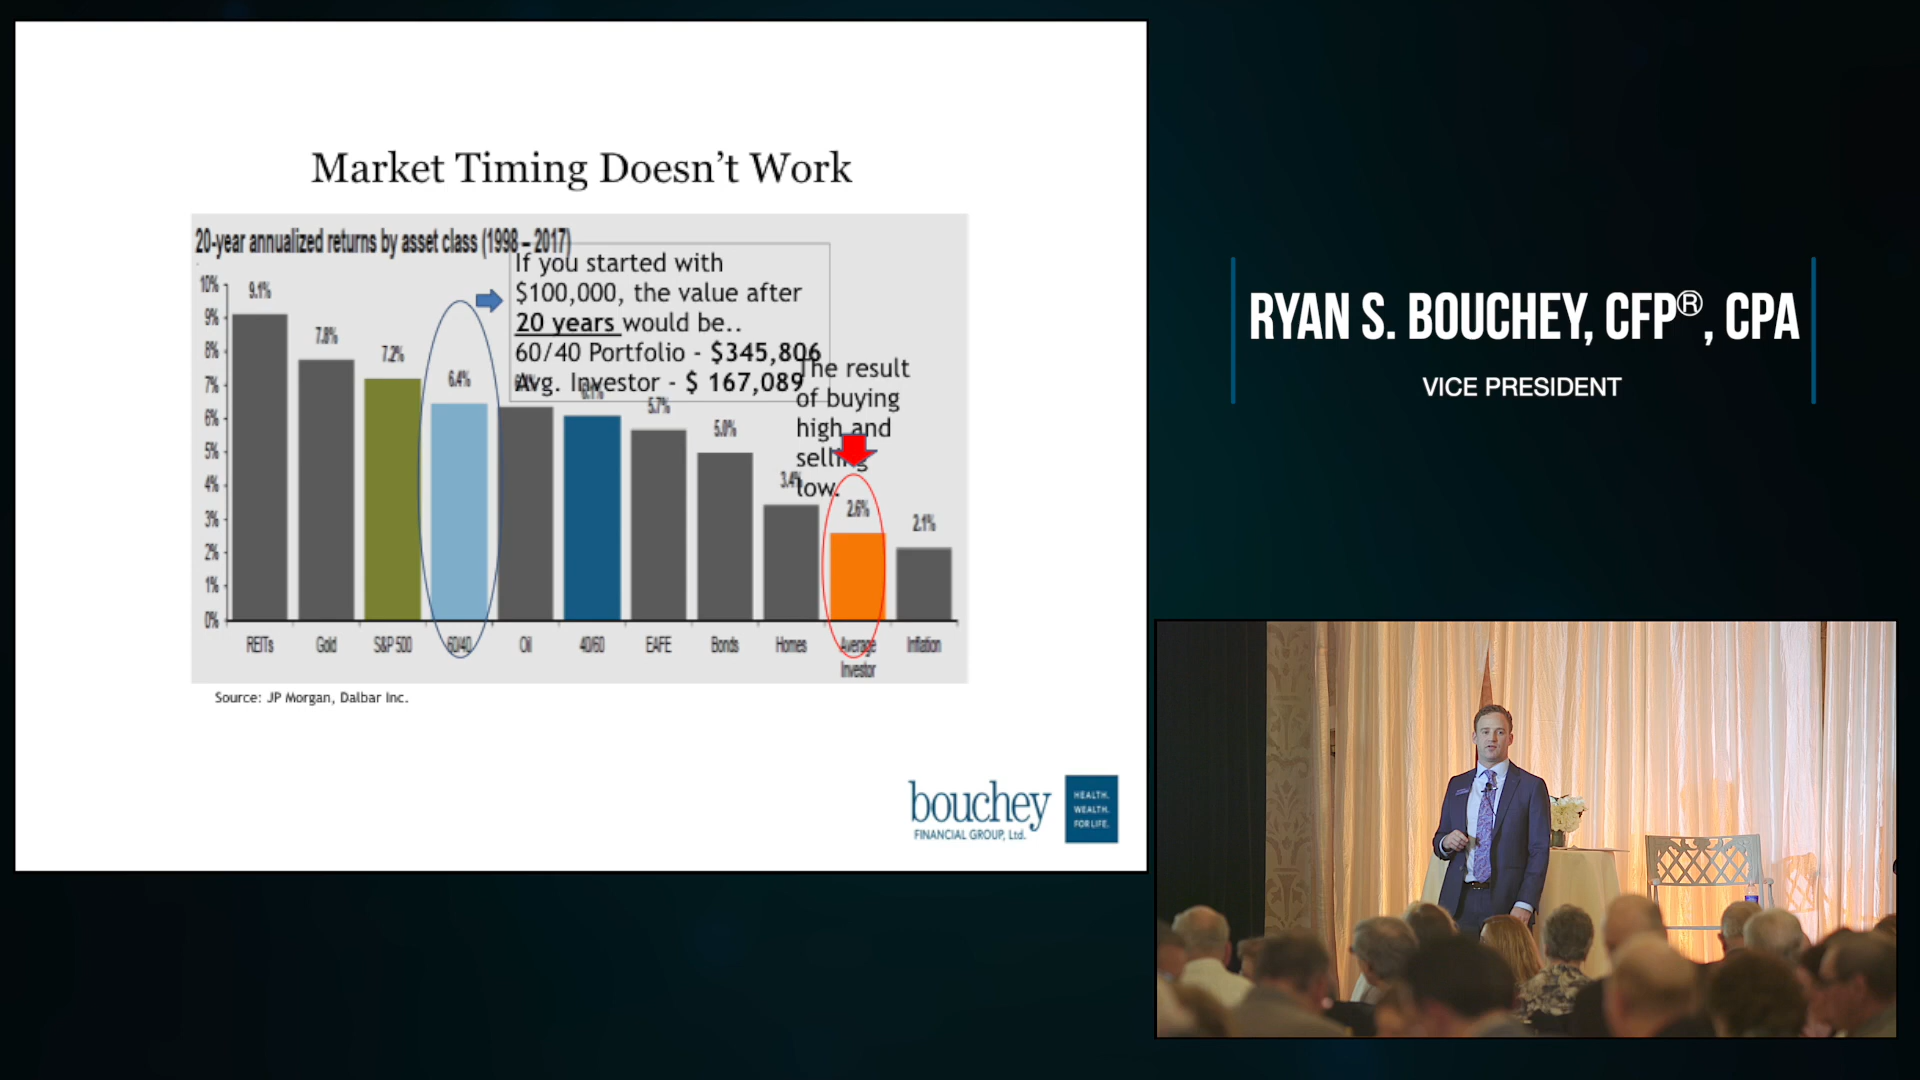 Market Timing Doesn't Work
20-year annualized returns by asset class (1998 – 2017)
If you started with
$100,000, the value after
20 years would be..
60/40 Portfolio - $345,806
Avg. Investor - $ 167,089
The result
of buying
high and
selling
low.
10%
9%
8%
7%
6%
5%
4%
3%
2%
1%
0%
9.1%
7.8%
7.2%
6.4%
6.1%
5.7%
5.0%
3.4%
2.6%
2.1%
REITs
Gold
S&P 500
60/40
Oil
40/60
EAFE
Bonds
Homes
Average
Investor
Inflation
Source: JP Morgan, Dalbar Inc.
bouchey
FINANCIAL GROUP, Ltd.
HEALTH.
WEALTH.
FOR LIFE.
RYAN S. BOUCHEY, CFP®, CPA
VICE PRESIDENT